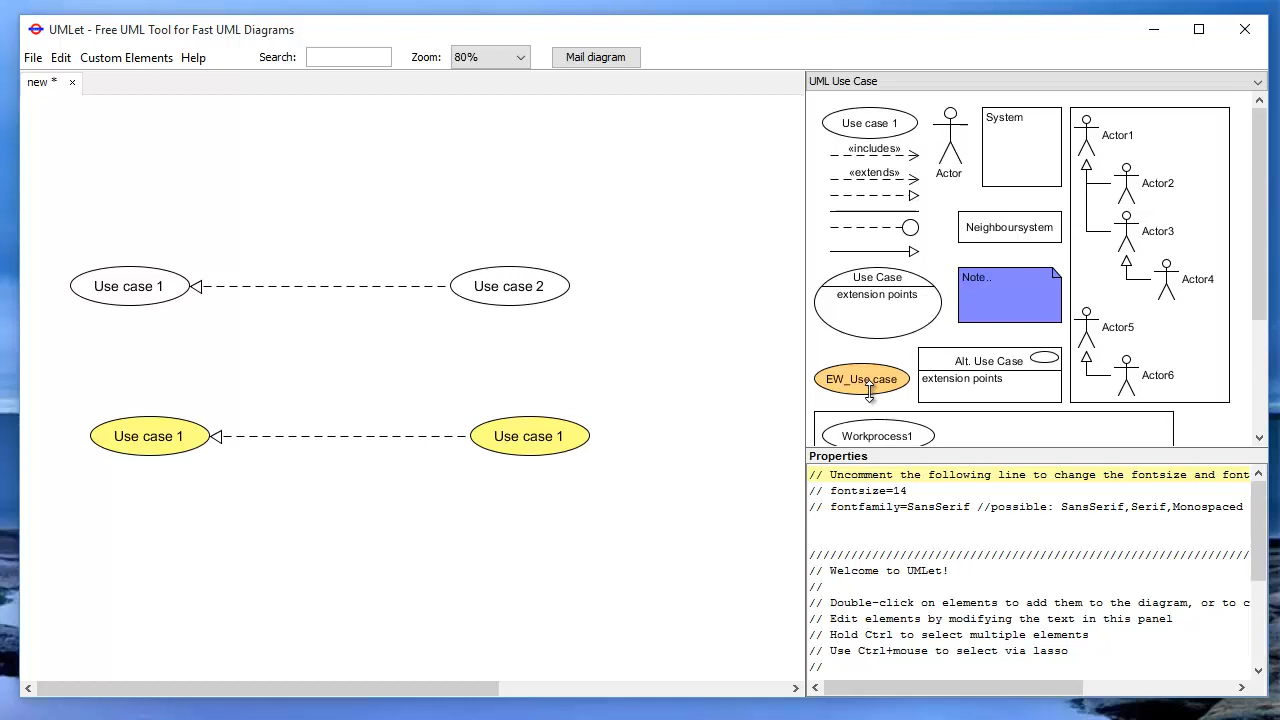 UMLet - Free UML Tool for Fast UML Diagrams
File Edit Custom Elements Help Search: Zoom: 80% Mail diagram
new *
UML Use Case
Use case 1
«includes»
«extends»
Actor
System
Neighboursystem
Use Case
extension points
Note..
EW_Use case
Alt. Use Case
extension points
Workprocess1
Actor1
Actor2
Actor3
Actor4
Actor5
Actor6
Use case 1
Use case 2
Use case 1
Use case 1
Properties
// Uncomment the following line to change the fontsize and font
// fontsize=14
// fontfamily=SansSerif //possible: SansSerif,Serif,Monospaced
///////////////////////////////////////////////////////////////
// Welcome to UMLet!
//
// Double-click on elements to add them to the diagram, or to c
// Edit elements by modifying the text in this panel
// Hold Ctrl to select multiple elements
// Use Ctrl+mouse to select via lasso
//